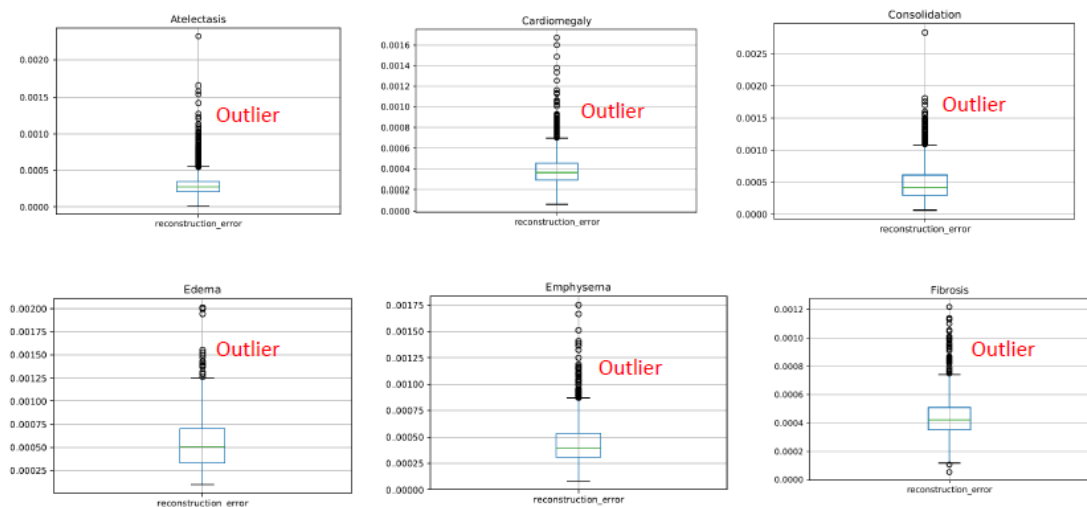 Atelectasis
0.0020
0.0015
0.0010
0.0005
0.0000
Outlier
reconstruction_error
Cardiomegaly
0.0016
0.0014
0.0012
0.0010
0.0008
0.0006
0.0004
0.0002
0.0000
Outlier
reconstruction_error
Consolidation
0.0025
0.0020
0.0015
0.0010
0.0005
0.0000
Outlier
reconstruction_error
Edema
0.00200
0.00175
0.00150
0.00125
0.00100
0.00075
0.00050
0.00025
Outlier
reconstruction_error
Emphysema
0.00175
0.00150
0.00125
0.00100
0.00075
0.00050
0.00025
0.00000
Outlier
reconstruction_error
Fibrosis
0.0012
0.0010
0.0008
0.0006
0.0004
0.0002
0.0000
Outlier
reconstruction_error